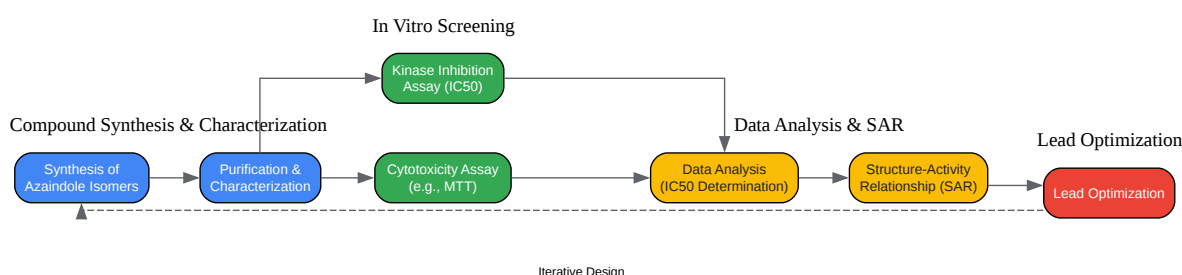 In Vitro Screening
Kinase Inhibition
Assay (IC50)
Compound Synthesis & Characterization
Data Analysis & SAR
Lead Optimization
Synthesis of
Azaindole Isomers
Purification &
Characterization
Cytotoxicity Assay
(e.g., MTT)
Data Analysis
(IC50 Determination)
Structure-Activity
Relationship (SAR)
Lead Optimization
Iterative Design